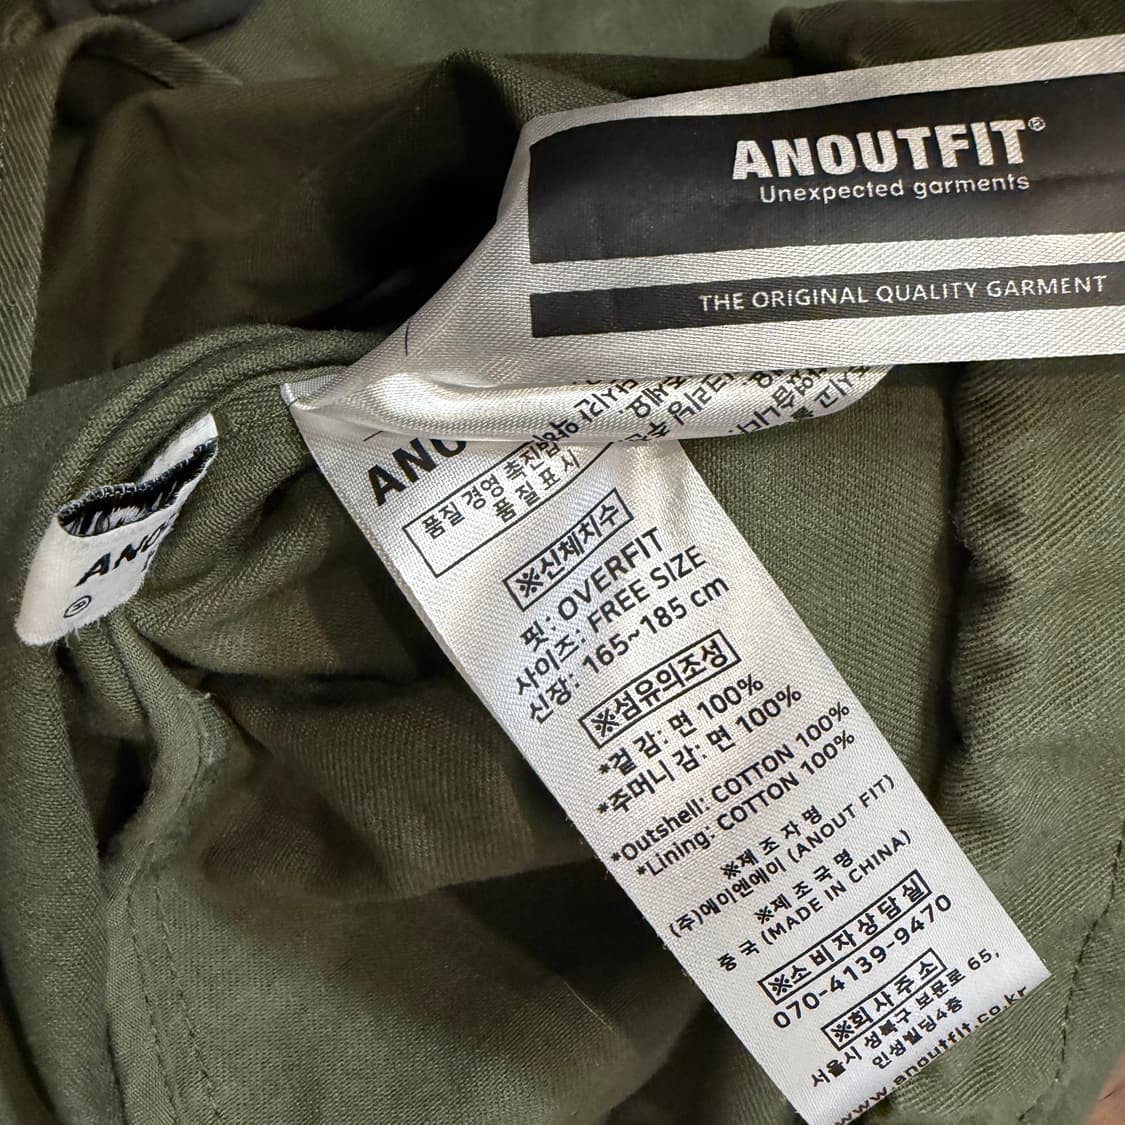 ANOUTFIT®
Unexpected garments
THE ORIGINAL QUALITY GARMENT
품질경영 촉진법
품질표시
※신체치수
핏: OVERFIT
사이즈: FREE SIZE
신장: 165~185 cm
※섬유의조성
*겉 감: 면 100%
*주머니 감: 면 100%
*Outshell: COTTON 100%
*Lining: COTTON 100%
※제 조 자 명
(주)에이엔에이 (ANOUT FIT)
※제 조 국 명
중 국 (MADE IN CHINA)
※소 비 자 상 담 실
070-4139-9470
※회 사 주 소
서울시 성북구 보문로 65,
인생빌딩4층
www.anoutfit.co.kr